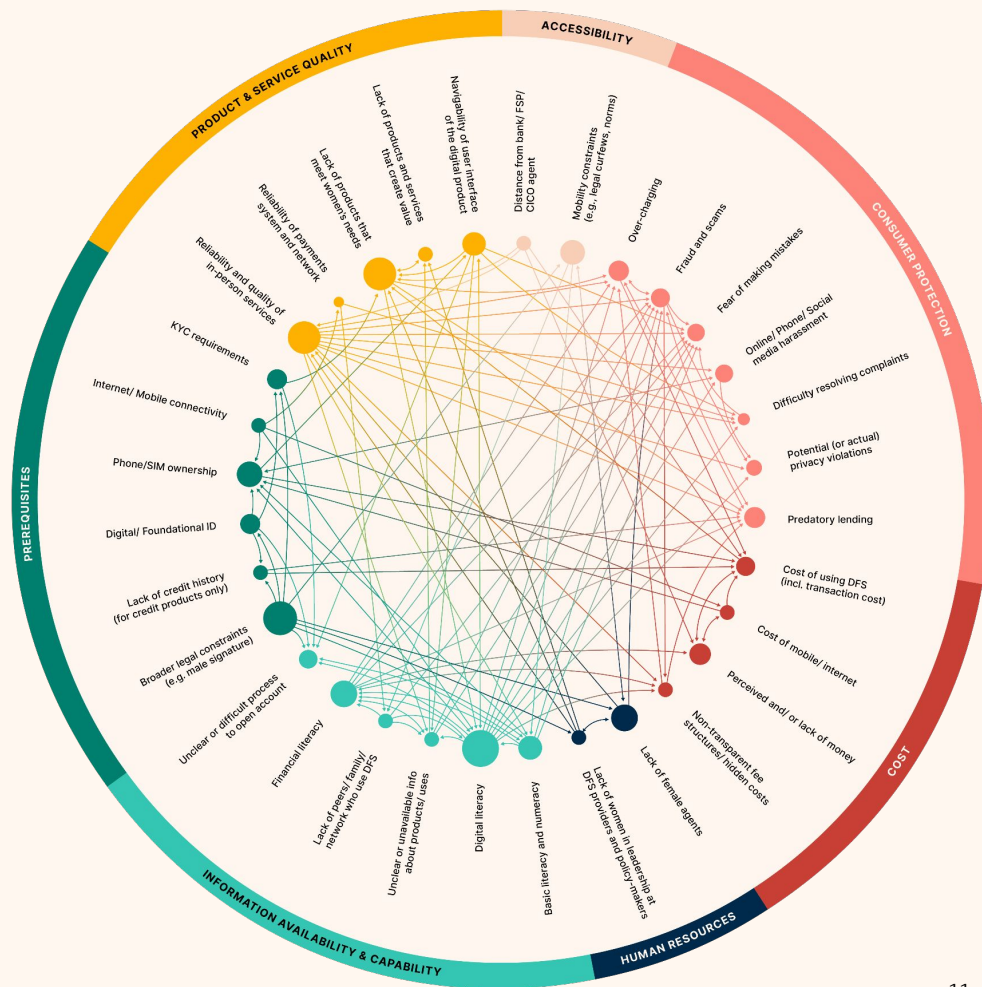 ACCESSIBILITY
Distance from bank/ FSP/
CICO agent
Mobility constraints
(e.g., legal curfews, norms)
CONSUMER PROTECTION
Over-charging
Fraud and scams
Fear of making mistakes
Online/ Phone/ Social
media harassment
Difficulty resolving complaints
Potential (or actual)
privacy violations
Predatory lending
COST
Cost of using DFS
(incl. transaction cost)
Cost of mobile/ internet
Perceived and/ or lack of money
Non-transparent fee
structures/ hidden costs
HUMAN RESOURCES
Lack of female agents
Lack of women in leadership at
DFS providers and policy-makers
INFORMATION AVAILABILITY & CAPABILITY
Basic literacy and numeracy
Digital literacy
Unclear or unavailable info
about products/ uses
Lack of peers/ family/
network who use DFS
Financial literacy
Unclear or difficult process
to open account
PREREQUISITES
Broader legal constraints
(e.g. male signature)
Lack of credit history
(for credit products only)
Digital/ Foundational ID
Phone/SIM ownership
Internet/ Mobile connectivity
KYC requirements
PRODUCT & SERVICE QUALITY
Reliability and quality of
in-person services
Reliability of payments
system and network
Lack of products that
meet women's needs
Lack of products and services
that create value
Navigability of user interface
of the digital product